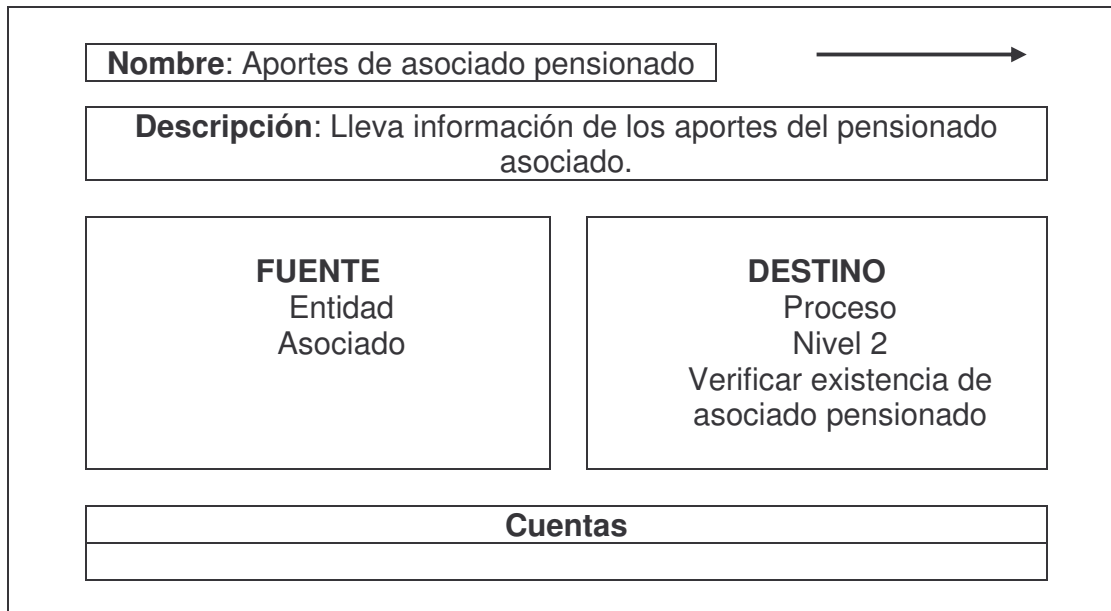 Nombre: Aportes de asociado pensionado
Descripción: Lleva información de los aportes del pensionado
asociado.
FUENTE
Entidad
Asociado
DESTINO
Proceso
Nivel 2
Verificar existencia de
asociado pensionado
Cuentas